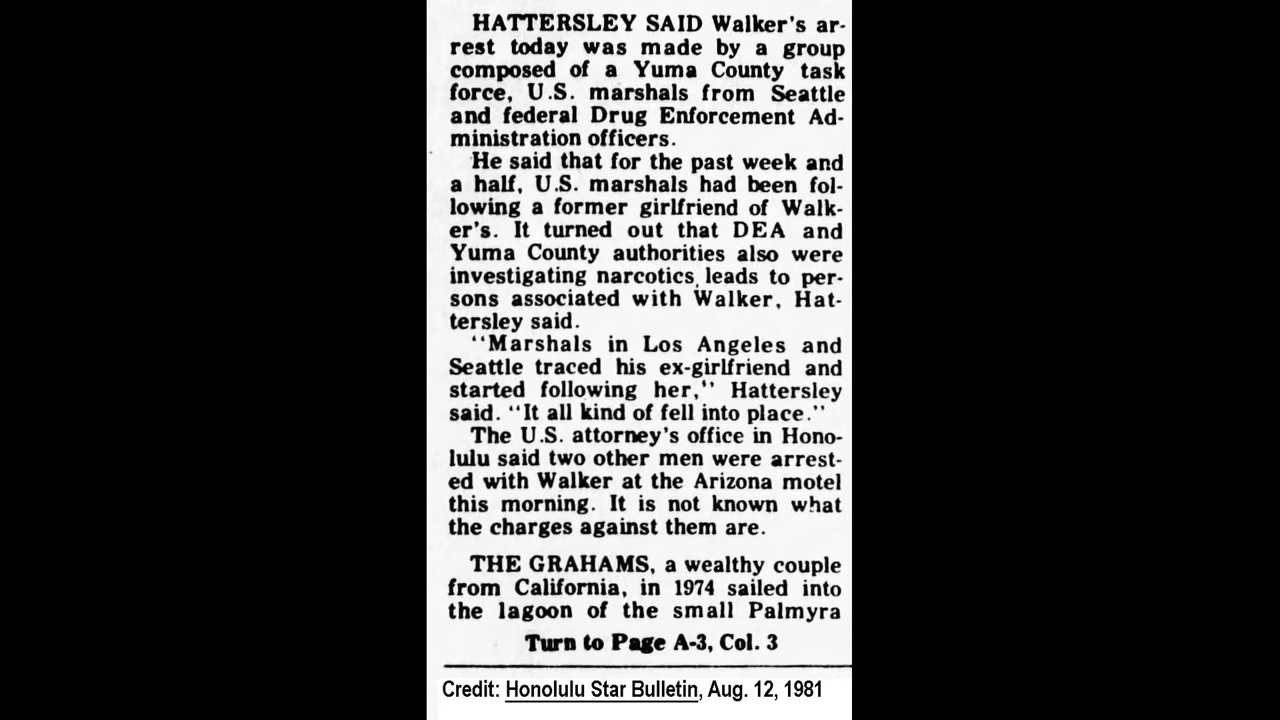 HATTERSLEY SAID Walker's ar-
rest today was made by a group
composed of a Yuma County task
force, U.S. marshals from Seattle
and federal Drug Enforcement Ad-
ministration officers.
He said that for the past week and
a half, U.S. marshals had been fol-
lowing a former girlfriend of Walk-
er's. It turned out that DEA and
Yuma County authorities also were
investigating narcotics leads to per-
sons associated with Walker, Hat-
tersley said.
"Marshals in Los Angeles and
Seattle traced his ex-girlfriend and
started following her," Hattersley
said. "It all kind of fell into place."
The U.S. attorney's office in Hono-
lulu said two other men were arrest-
ed with Walker at the Arizona motel
this morning. It is not known what
the charges against them are.
THE GRAHAMS, a wealthy couple
from California, in 1974 sailed into
the lagoon of the small Palmyra
Turn to Page A-3, Col. 3
Credit: Honolulu Star Bulletin, Aug. 12, 1981